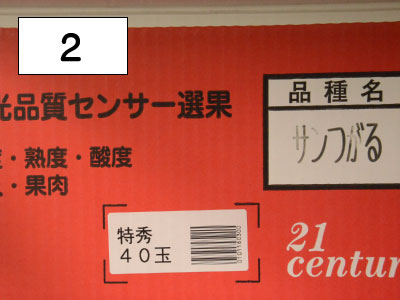 2
光品質センサー選果
・熟度・酸度
・果肉
品種名
サンつがる
特秀
40玉
21
centur